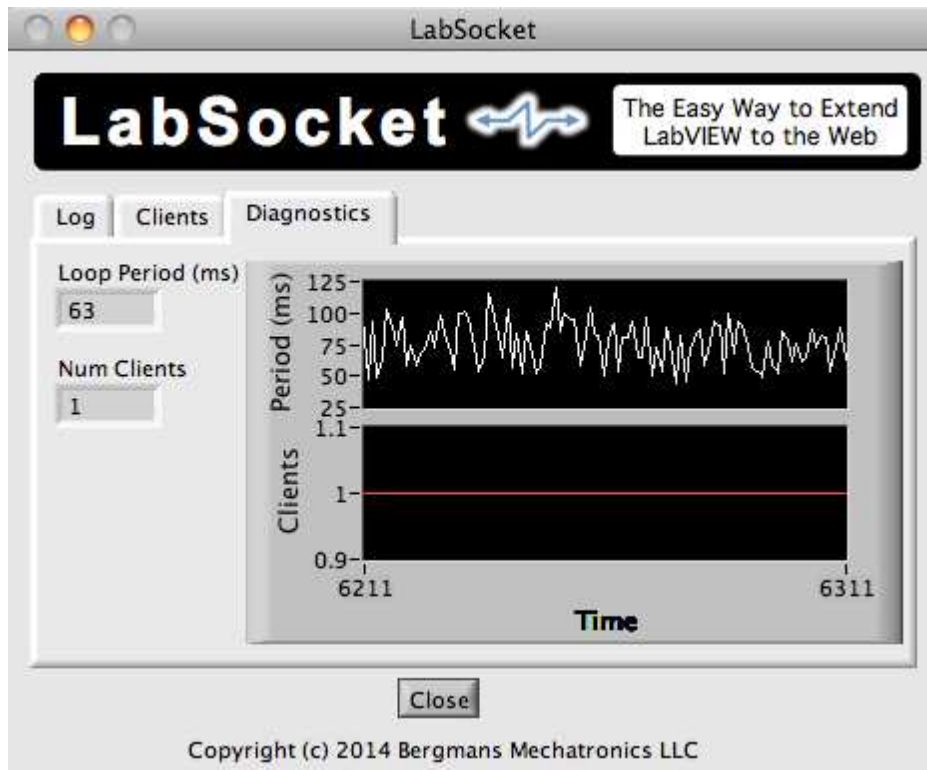 LabSocket
LabSocket
The Easy Way to Extend
LabVIEW to the Web
Log
Clients
Diagnostics
Loop Period (ms)
63
Num Clients
1
Period (ms)
125
100
75
50
25
Clients
1.1
1
0.9
6211
6311
Time
Close
Copyright (c) 2014 Bergmans Mechatronics LLC